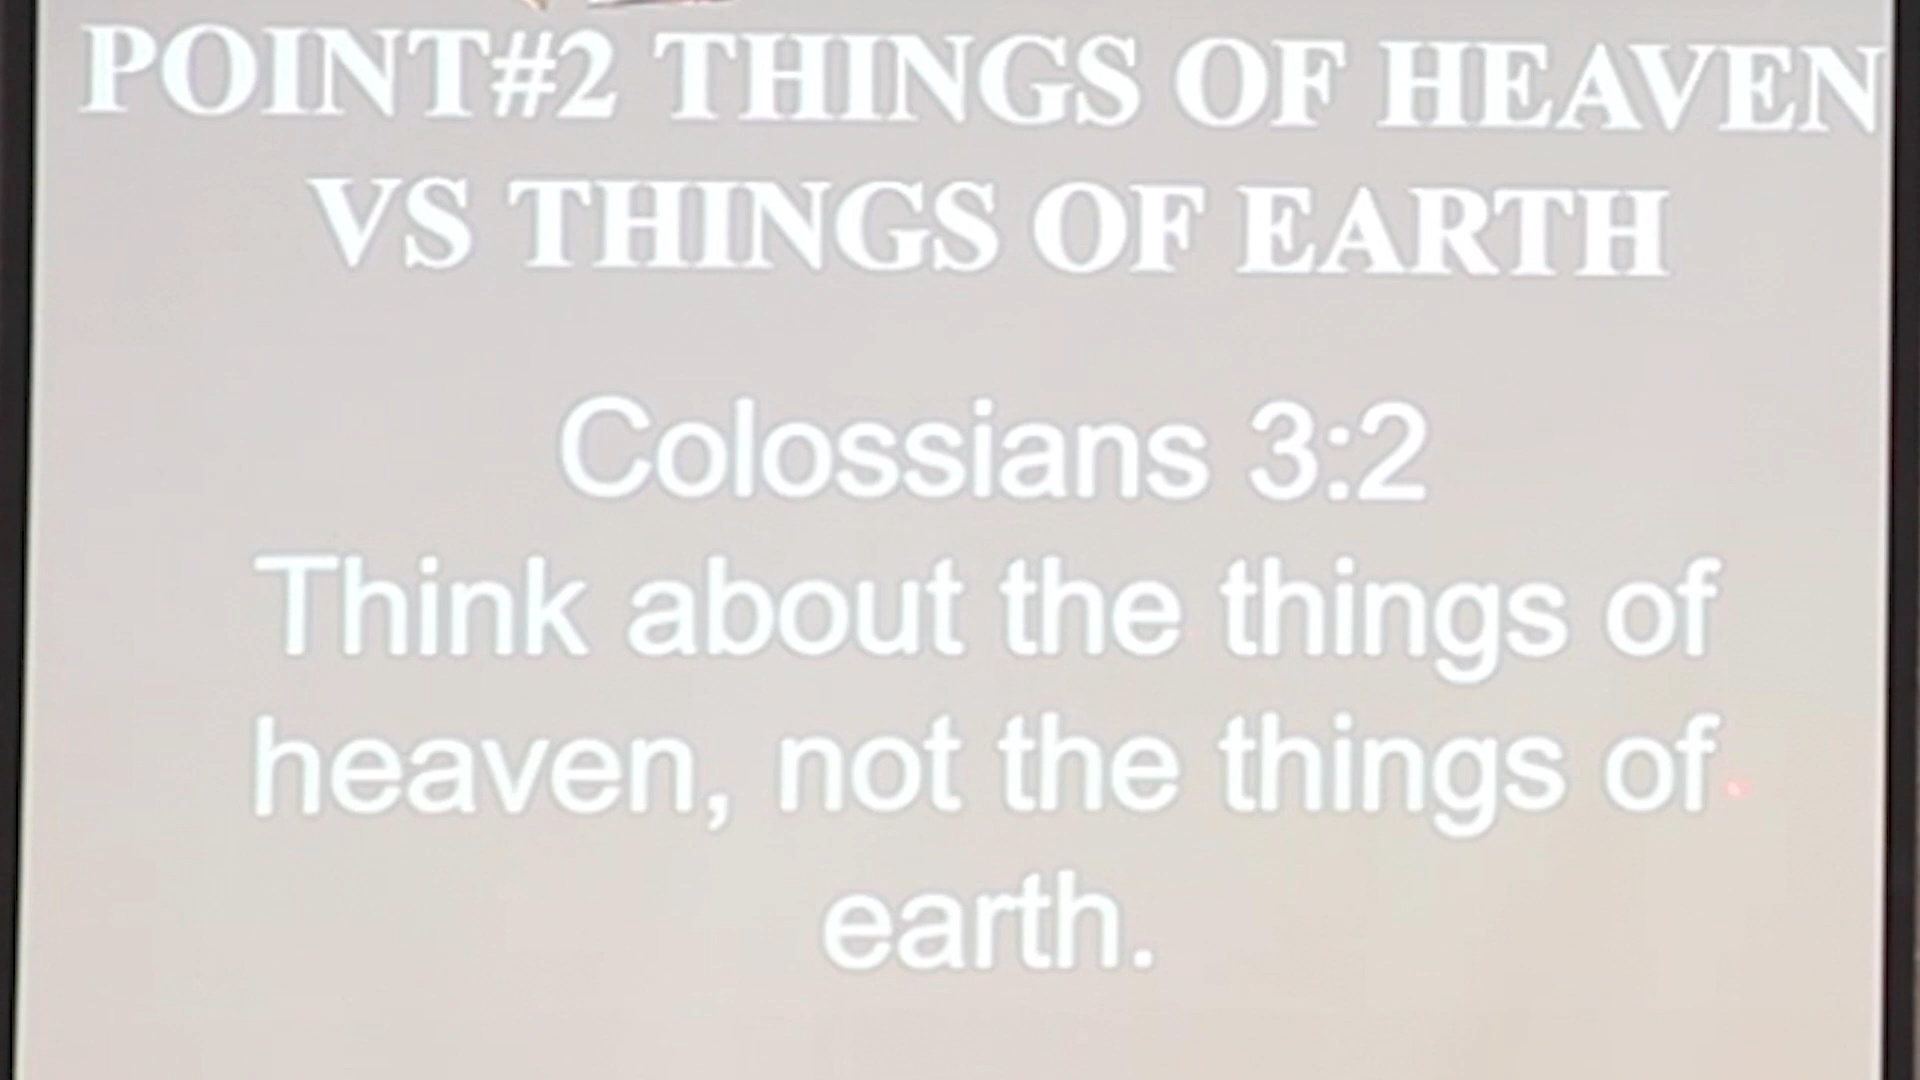 POINT#2 THINGS OF HEAVEN
VS THINGS OF EARTH
Colossians 3:2
Think about the things of
heaven, not the things of
earth.